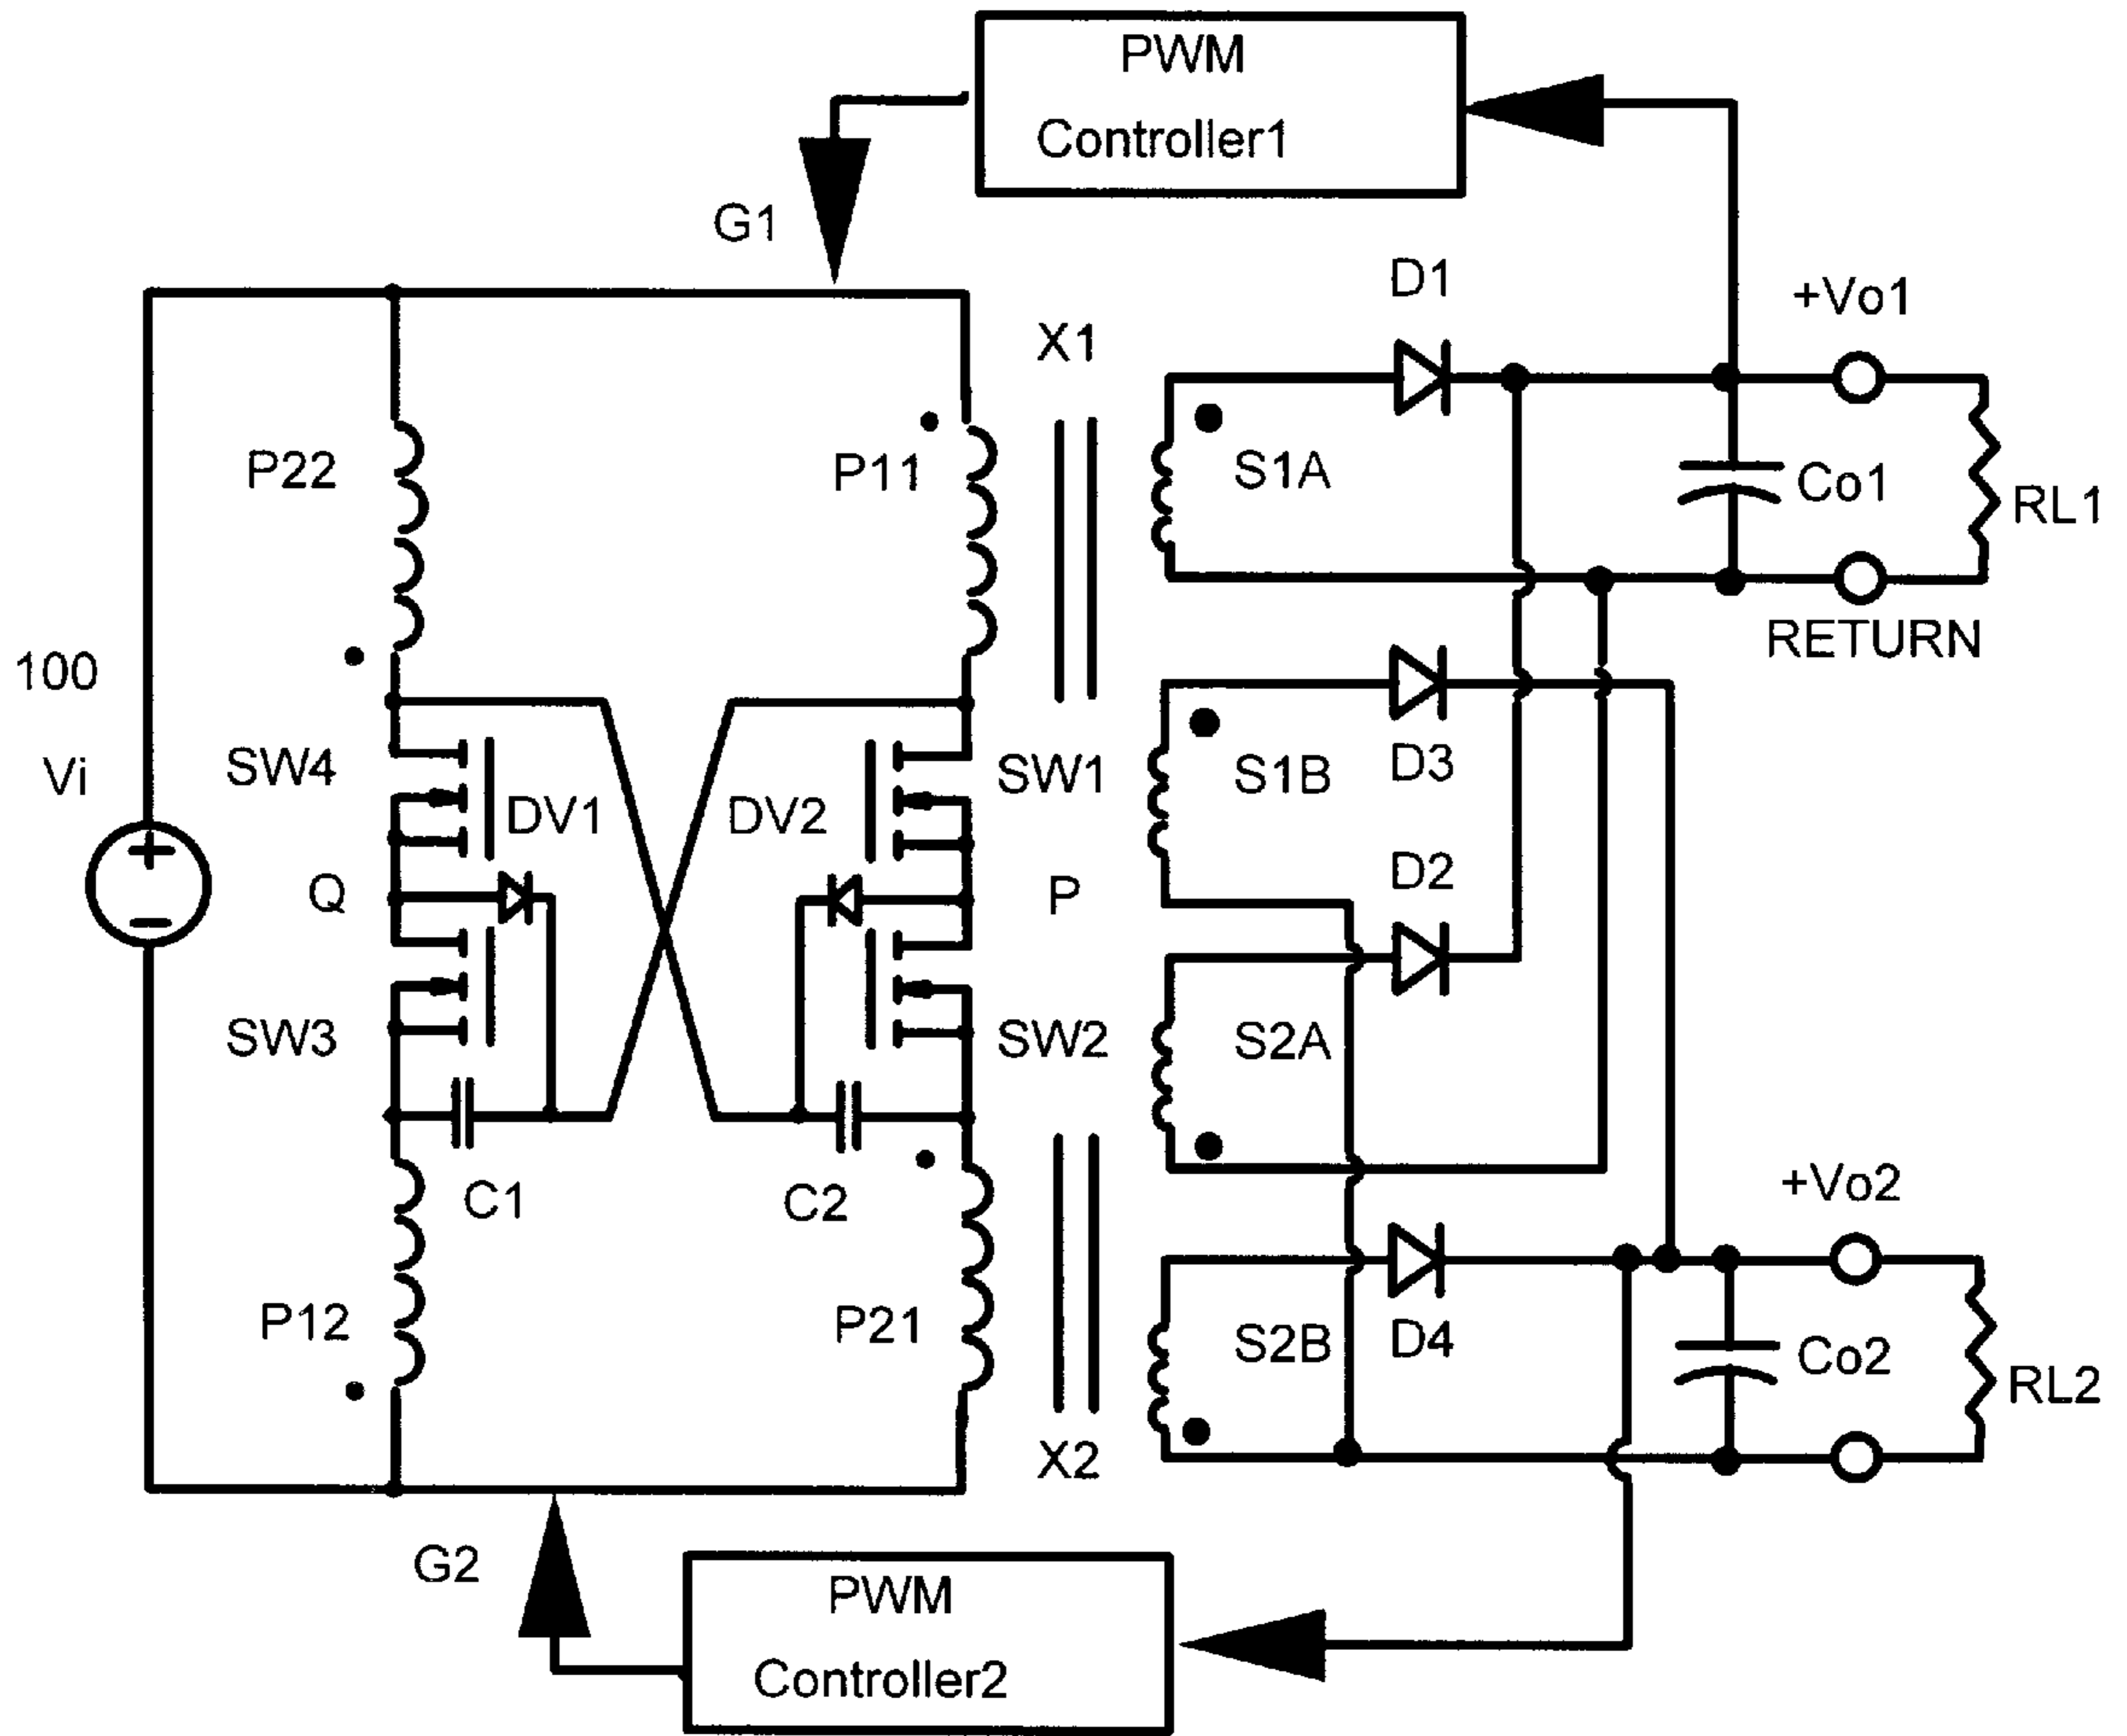 PWM
Controller1
G1
D1
+Vo1
X1
P22
P11
S1A
Co1
RL1
RETURN
100
Vi
SW4
DV1
DV2
SW1
S1B
D3
Q
P
D2
SW3
SW2
S2A
C1
C2
+Vo2
P12
P21
S2B
D4
Co2
RL2
X2
G2
PWM
Controller2